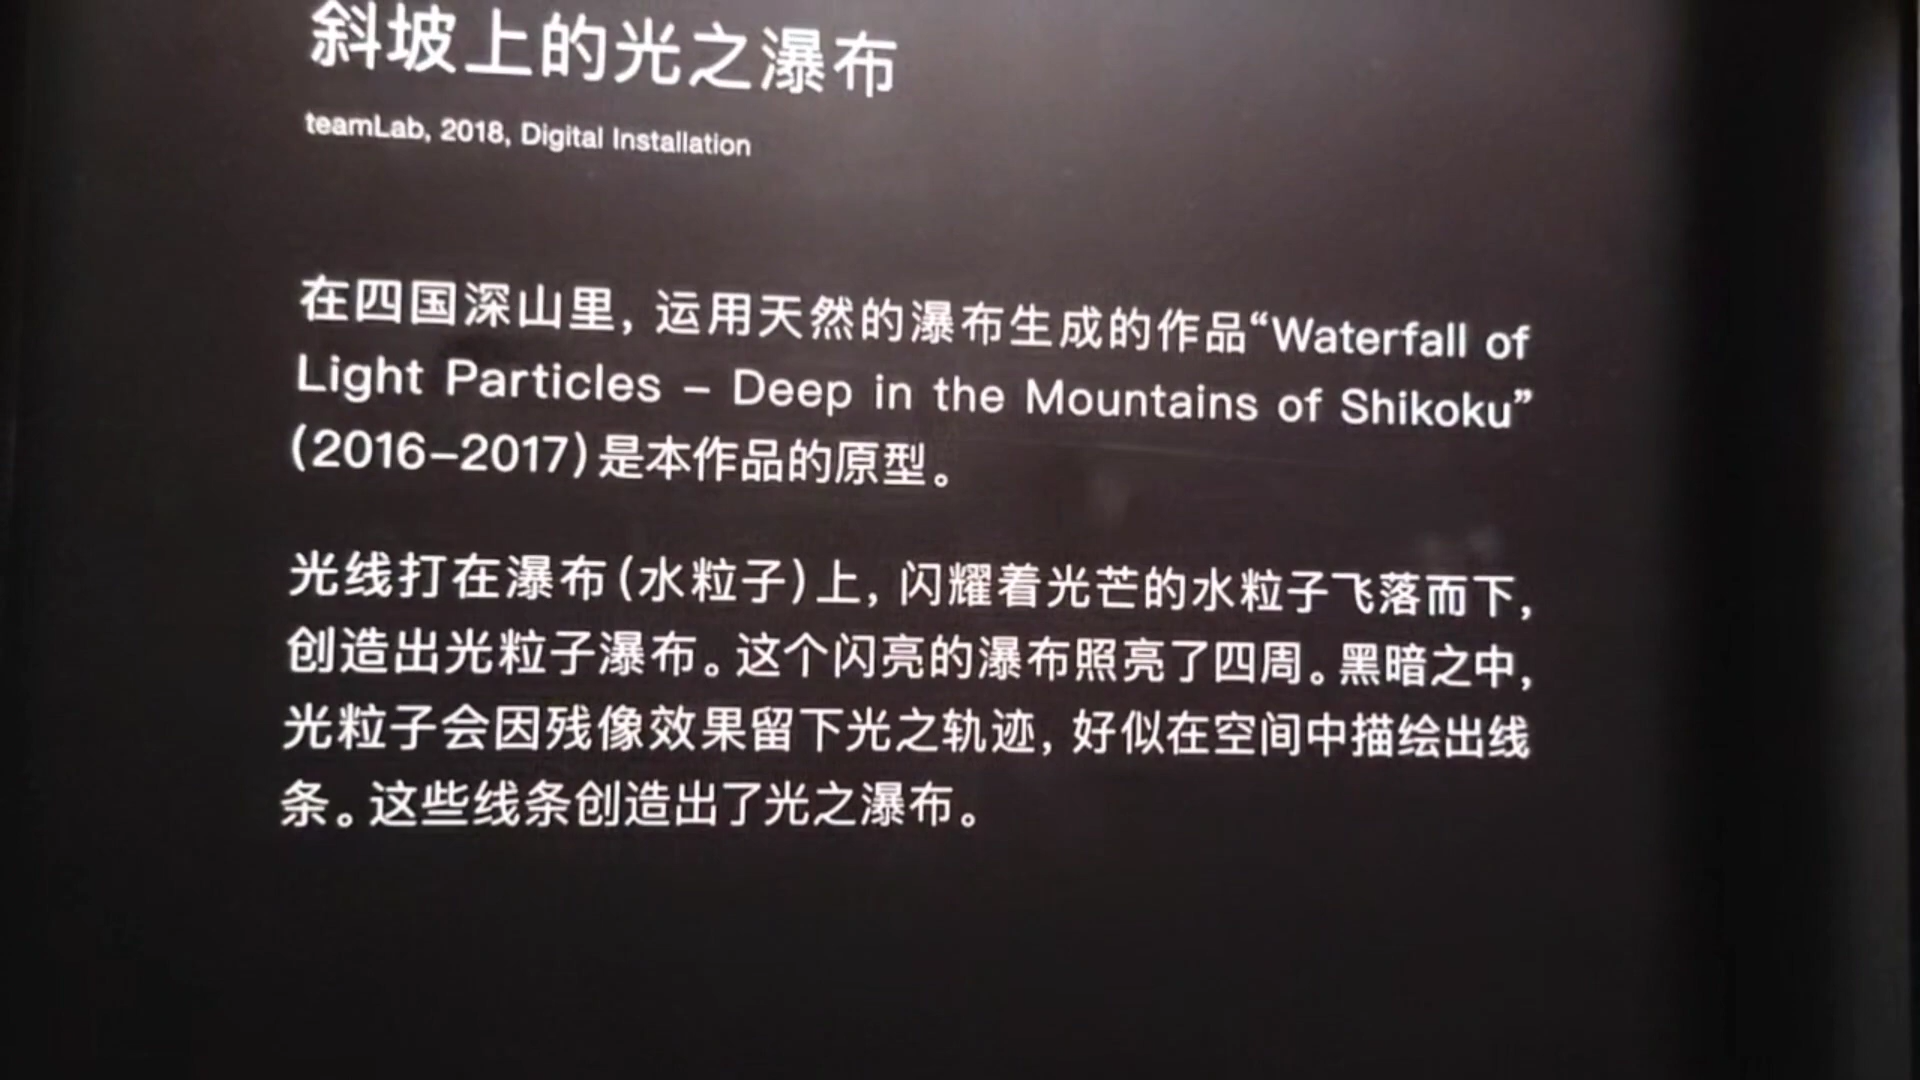 斜坡上的光之瀑布
teamLab, 2018, Digital Installation
在四国深山里，运用天然的瀑布生成的作品“Waterfall of
Light Particles – Deep in the Mountains of Shikoku”
(2016–2017)是本作品的原型。
光线打在瀑布(水粒子)上，闪耀着光芒的水粒子飞落而下，
创造出光粒子瀑布。这个闪亮的瀑布照亮了四周。黑暗之中，
光粒子会因残像效果留下光之轨迹，好似在空间中描绘出线
条。这些线条创造出了光之瀑布。